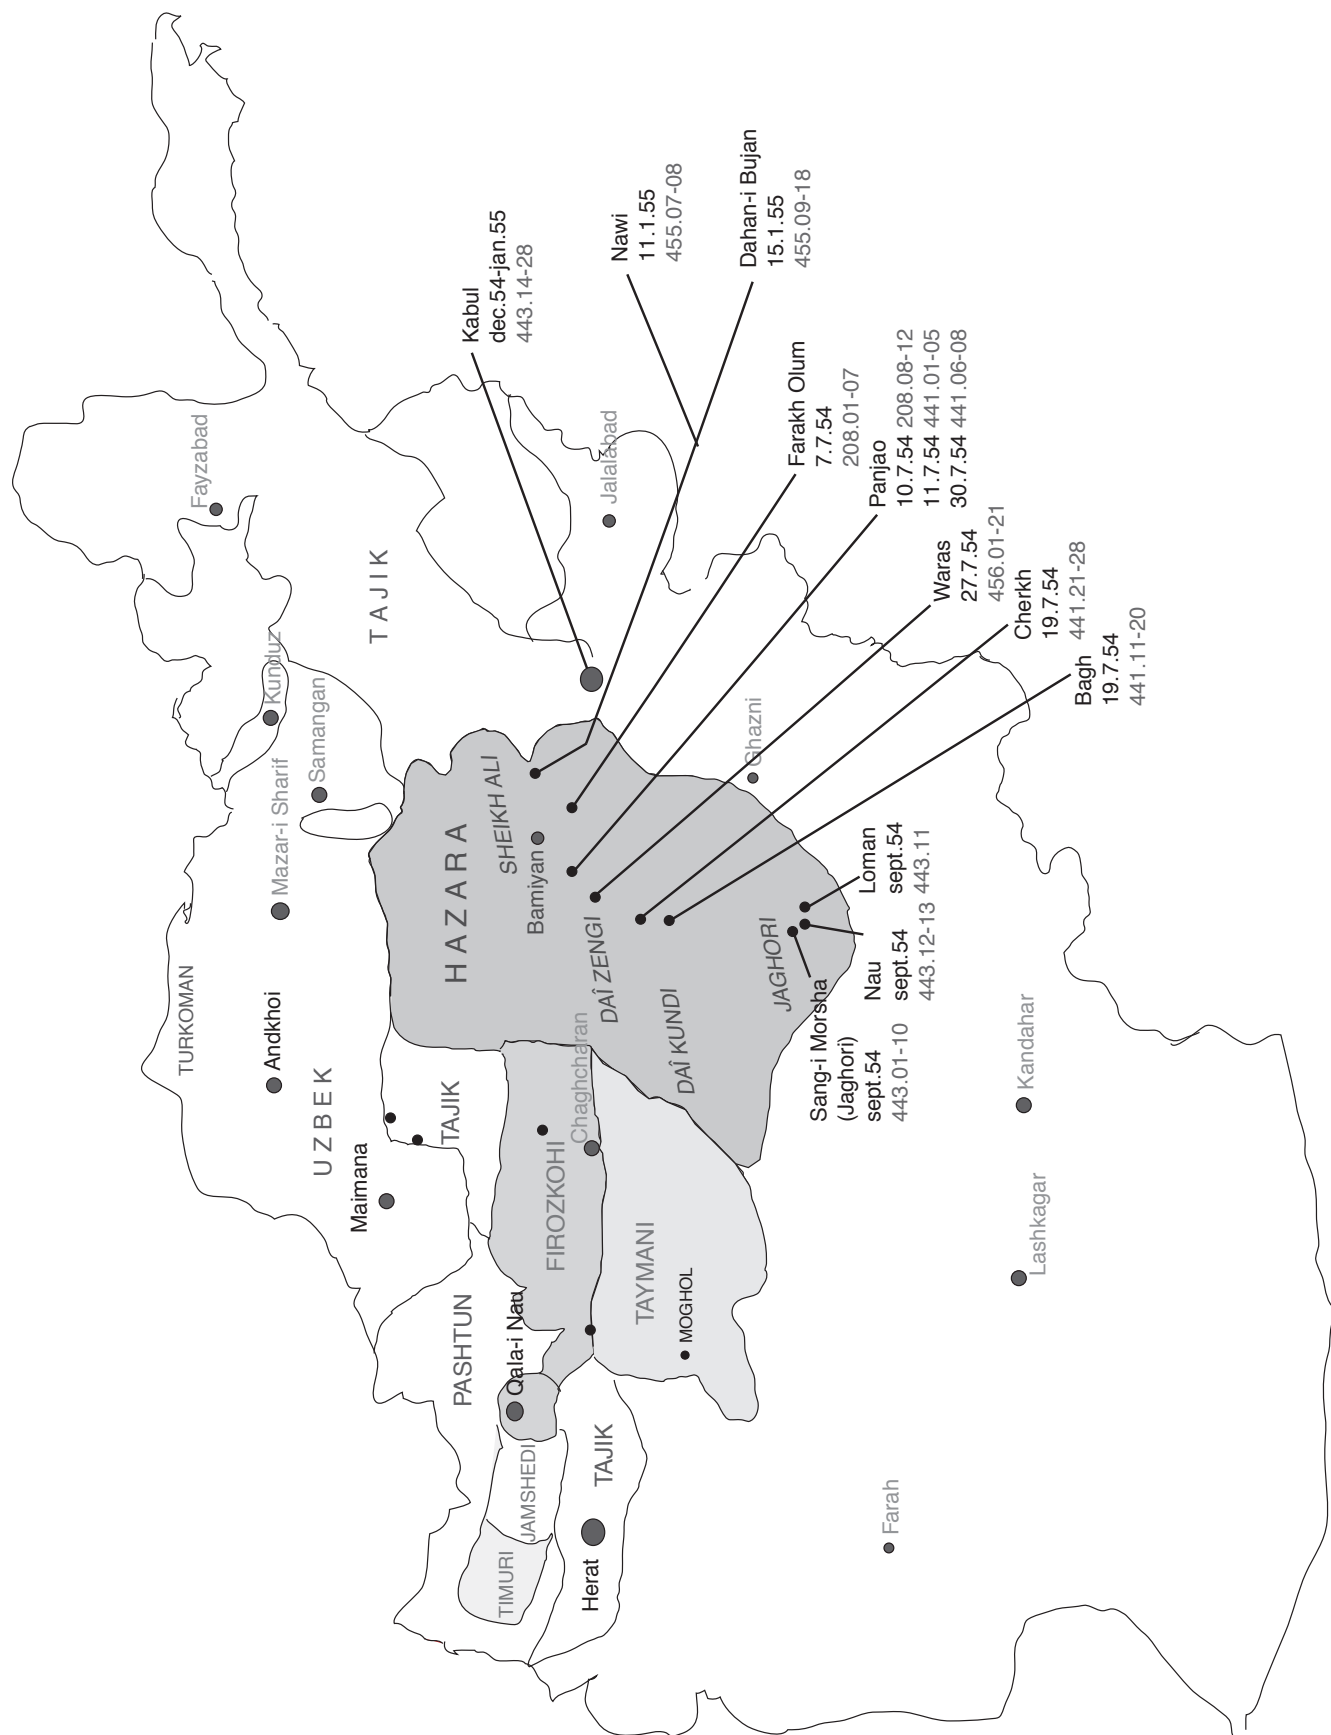 TURKOMAN
Andkhoi
Mazar-i Sharif
Kunduz
Fayzabad
UZBEK
Samangan
TAJIK
Maimana
TAJIK
HAZARA
SHEIKH ALI
Bamiyan
Kabul
dec.54-jan.55
443.14-28
PASHTUN
Qala-i Nau
FIROZKOHI
Chaghcharan
DAÎ ZENGI
Jalalabad
Nawi
11.1.55
455.07-08
TIMURI
JAMSHEDI
Herat
TAJIK
TAYMANI
MOGHOL
DAÎ KUNDI
JAGHORI
Ghazni
Dahan-i Bujan
15.1.55
455.09-18
Farakh Olum
7.7.54
208.01-07
Panjao
10.7.54 208.08-12
11.7.54 441.01-05
30.7.54 441.06-08
Waras
27.7.54
456.01-21
Cherkh
19.7.54
441.21-28
Bagh
19.7.54
441.11-20
Sang-i Morsha
(Jaghori)
sept.54
443.01-10
Nau
sept.54
443.12-13
Loman
sept.54
443.11
Farah
Lashkagar
Kandahar